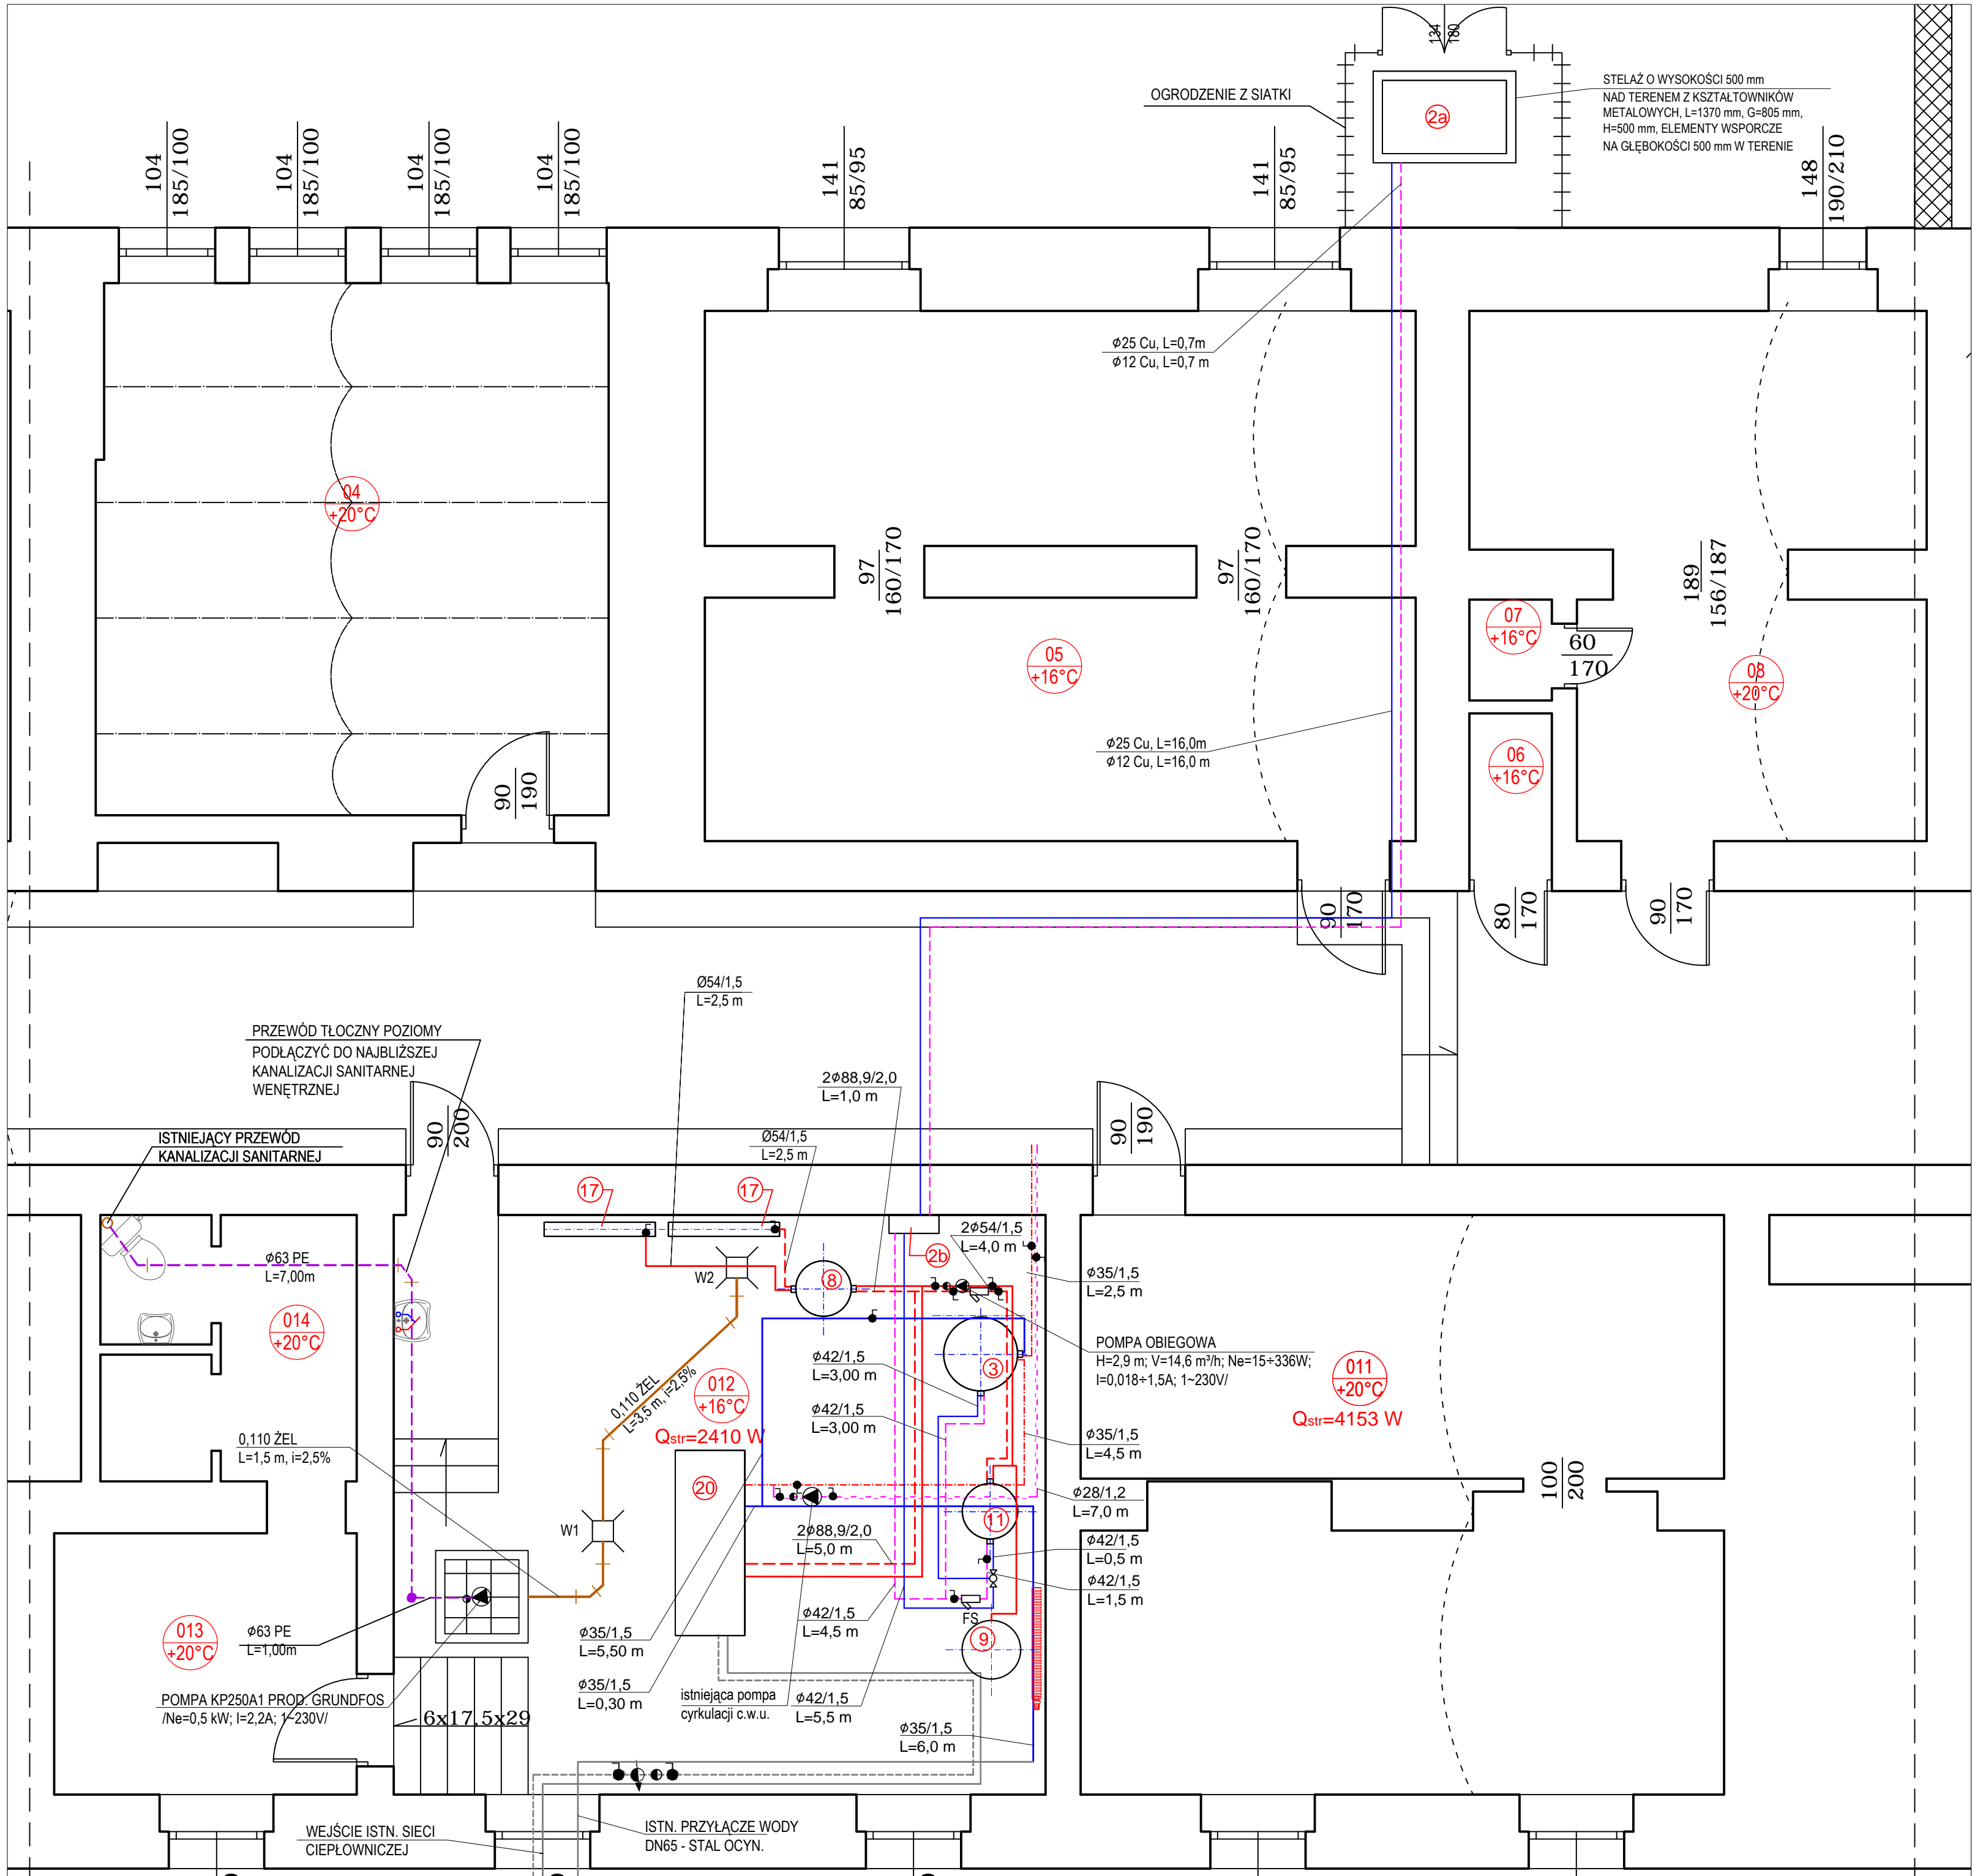 134
180
OGRODZENIE Z SIATKI
2a
STELAŻ O WYSOKOŚCI 500 mm
NAD TERENEM Z KSZTAŁTOWNIKÓW
METALOWYCH, L=1370 mm, G=805 mm,
H=500 mm, ELEMENTY WSPORCZE
NA GŁĘBOKOŚCI 500 mm W TERENIE
104
185/100
104
185/100
104
185/100
104
185/100
141
85/95
141
85/95
148
190/210
ϕ25 Cu, L=0,7m
ϕ12 Cu, L=0,7 m
04
+20°C
97
160/170
97
160/170
189
156/187
07
+16°C
60
170
05
+16°C
08
+20°C
ϕ25 Cu, L=16,0m
ϕ12 Cu, L=16,0 m
06
+16°C
90
190
90
170
80
170
90
170
Ø54/1,5
L=2,5 m
PRZEWÓD TŁOCZNY POZIOMY
PODŁĄCZYĆ DO NAJBLIŻSZEJ
KANALIZACJI SANITARNEJ
WENĘTRZNEJ
2ϕ88,9/2,0
L=1,0 m
90
200
90
190
ISTNIEJĄCY PRZEWÓD
KANALIZACJI SANITARNEJ
Ø54/1,5
L=2,5 m
17
17
2ϕ54/1,5
L=4,0 m
2b
ϕ63 PE
L=7,00m
W2
8
ϕ35/1,5
L=2,5 m
014
+20°C
POMPA OBIEGOWA
H=2,9 m; V=14,6 m³/h; Ne=15÷336W;
I=0,018÷1,5A; 1~230V/
3
ϕ42/1,5
L=3,00 m
011
+20°C
Qstr=4153 W
012
+16°C
Qstr=2410 W
0,110 ŻEL
L=3,5 m, i=2,5%
ϕ42/1,5
L=3,00 m
0,110 ŻEL
L=1,5 m, i=2,5%
ϕ35/1,5
L=4,5 m
20
100
200
ϕ28/1,2
L=7,0 m
11
W1
2ϕ88,9/2,0
L=5,0 m
ϕ42/1,5
L=0,5 m
ϕ42/1,5
L=1,5 m
FS
ϕ42/1,5
L=4,5 m
013
+20°C
ϕ63 PE
L=1,00m
ϕ35/1,5
L=5,50 m
9
ϕ35/1,5
L=0,30 m
istniejąca pompa
cyrkulacji c.w.u.
ϕ42/1,5
L=5,5 m
POMPA KP250A1 PROD. GRUNDFOS
/Ne=0,5 kW; I=2,2A; 1~230V/
6x17,5x29
ϕ35/1,5
L=6,0 m
WEJŚCIE ISTN. SIECI
CIEPŁOWNICZEJ
ISTN. PRZYŁĄCZE WODY
DN65 - STAL OCYN.